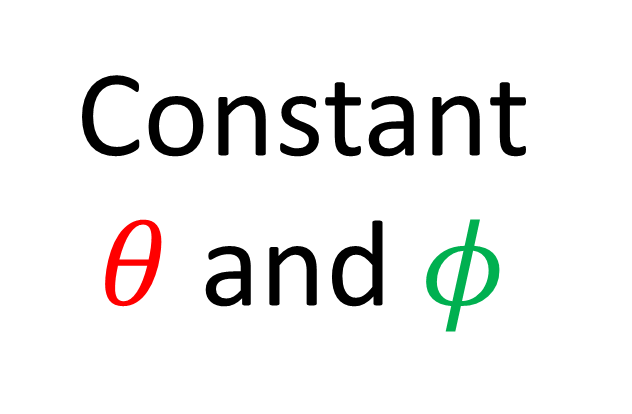 Constant
θ and ϕ